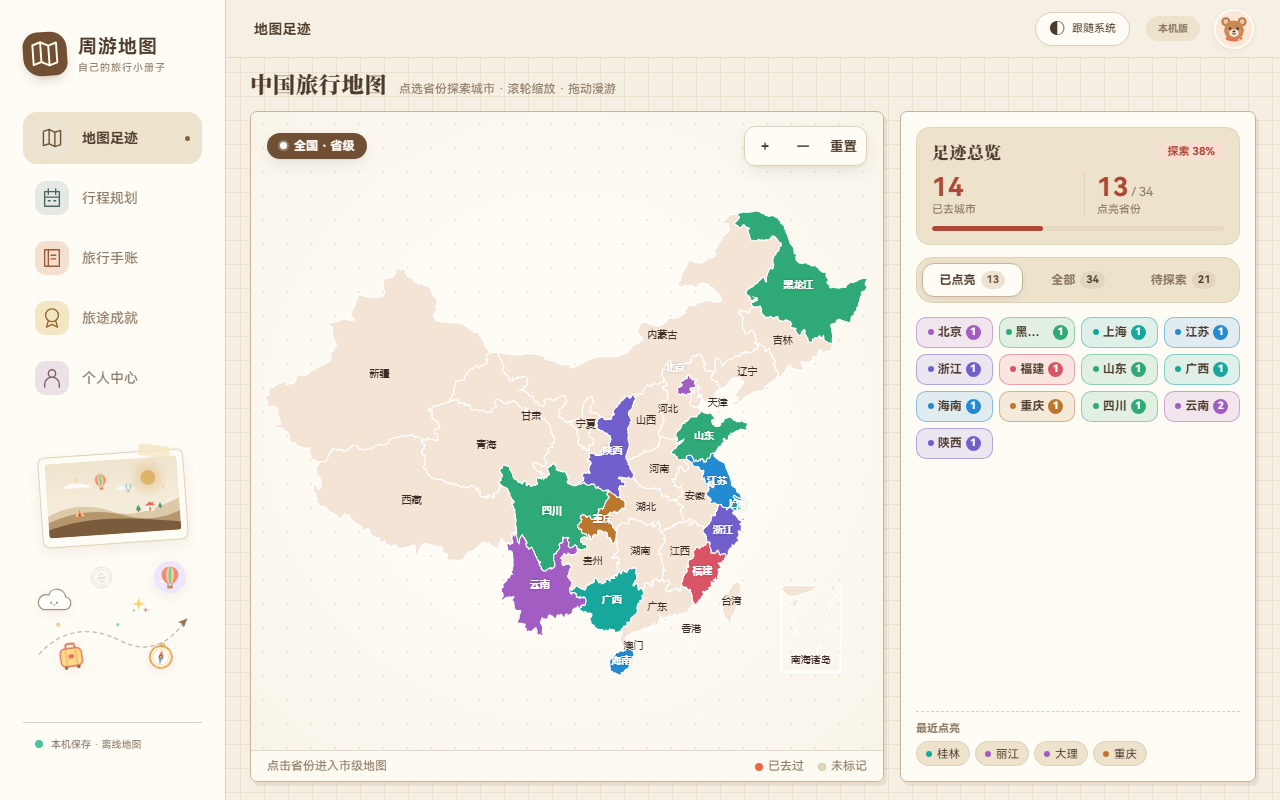 周游地图
自己的旅行小册子
地图足迹
行程规划
旅行手账
旅途成就
个人中心
本机保存 · 离线地图
地图足迹
跟随系统
本机版
中国旅行地图
点选省份探索城市 · 滚轮缩放 · 拖动漫游
全国 · 省级
+ — 重置
黑龙江
内蒙古
吉林
新疆
北京
辽宁
天津
甘肃
宁夏
山西
河北
青海
陕西
山东
河南
西藏
四川
重庆
湖北
安徽
江苏
上海
浙江
贵州
湖南
江西
福建
云南
广西
广东
台湾
香港
澳门
海南
南海诸岛
点击省份进入市级地图
已去过
未标记
足迹总览
探索 38%
14
已去城市
13 / 34
点亮省份
已点亮 13
全部 34
待探索 21
北京 1
黑... 1
上海 1
江苏 1
浙江 1
福建 1
山东 1
广西 1
海南 1
重庆 1
四川 1
云南 2
陕西 1
最近点亮
桂林
丽江
大理
重庆